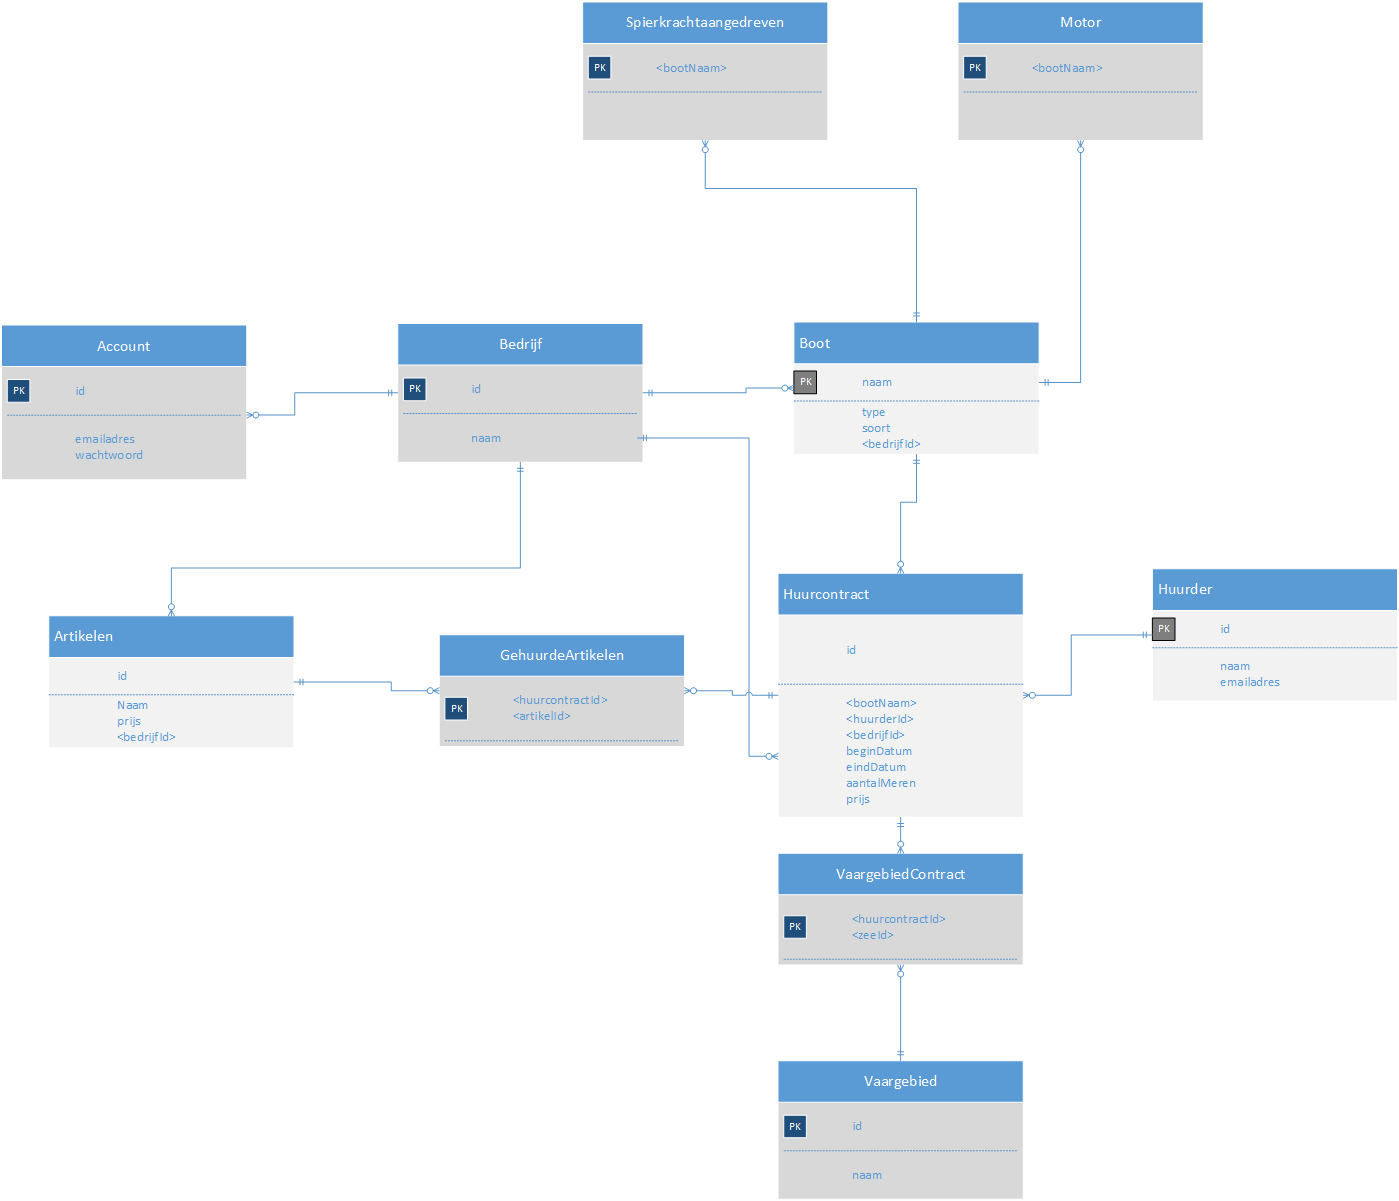 Spierkrachtaangedreven
PK
<bootNaam>
Motor
PK
<bootNaam>
Account
PK
id
emailadres
wachtwoord
Bedrijf
PK
id
naam
Boot
PK
naam
type
soort
<bedrijfId>
Artikelen
id
Naam
prijs
<bedrijfId>
GehuurdeArtikelen
PK
<huurcontractId>
<artikelId>
Huurcontract
id
<bootNaam>
<huurderId>
<bedrijfId>
beginDatum
eindDatum
aantalMeren
prijs
Huurder
PK
id
naam
emailadres
VaargebiedContract
PK
<huurcontractId>
<zeeId>
Vaargebied
PK
id
naam